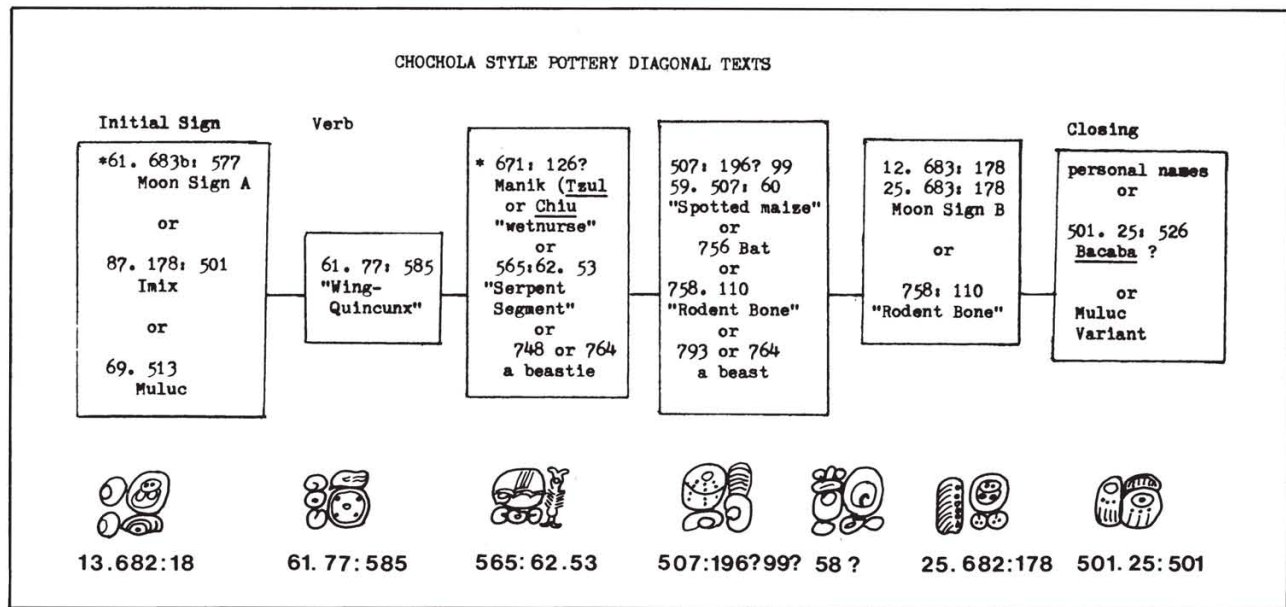 CHOCHOLA STYLE POTTERY DIAGONAL TEXTS
Initial Sign
*61. 683b: 577
Moon Sign A
or
87. 178: 501
Imix
or
69. 513
Muluc
Verb
61. 77: 585
"Wing-
Quincunx"
* 671: 126?
Manik (Tzul
or Chiu
"wetnurse"
or
565:62. 53
"Serpent
Segment"
or
748 or 764
a beastie
507: 196? 99
59. 507: 60
"Spotted maize"
or
756 Bat
or
758. 110
"Rodent Bone"
or
793 or 764
a beast
12. 683: 178
25. 683: 178
Moon Sign B
or
758: 110
"Rodent Bone"
Closing
personal names
or
501. 25: 526
Bacaba ?
or
Muluc
Variant
13.682:18
61. 77:585
565:62.53
507:196?99?
58 ?
25.682:178
501. 25:501